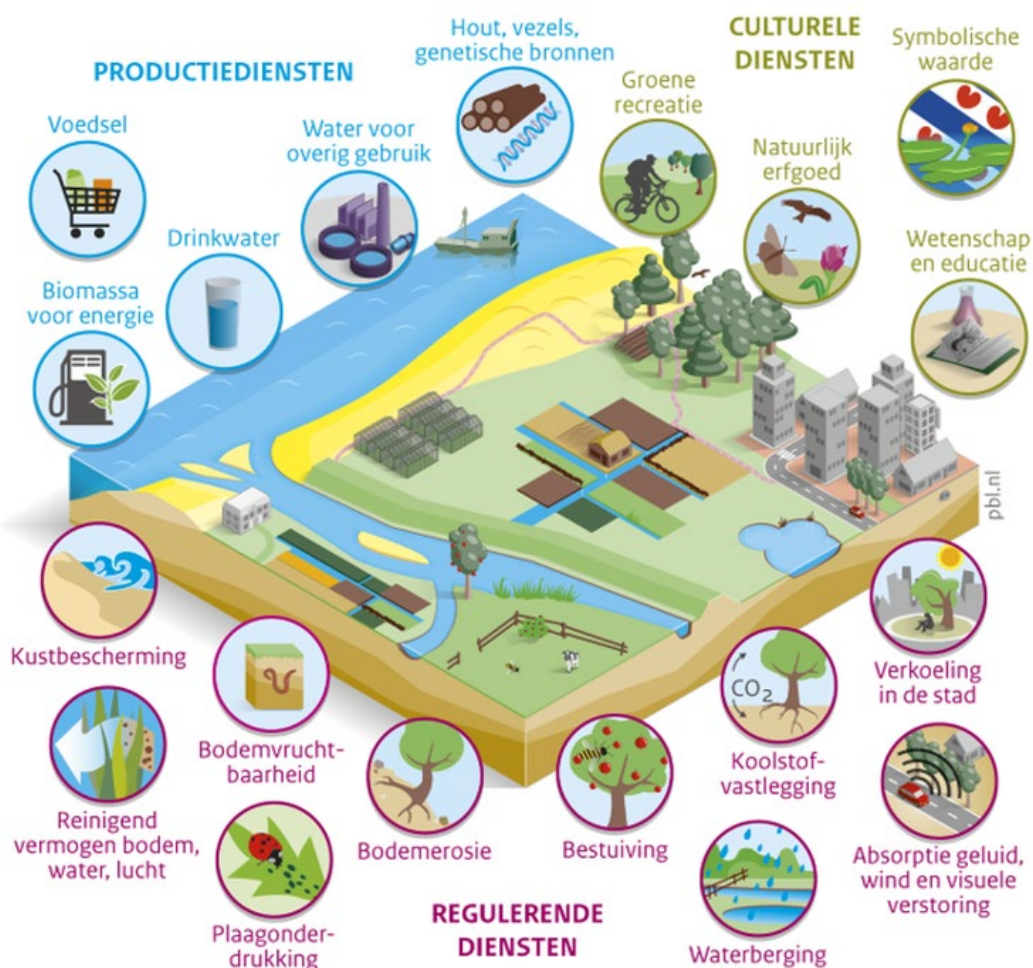 PRODUCTIEDIENSTEN
Voedsel
Drinkwater
Biomassa
voor energie
Water voor
overig gebruik
Hout, vezels,
genetische bronnen
CULTURELE
DIENSTEN
Groene
recreatie
Natuurlijk
erfgoed
Symbolische
waarde
Wetenschap
en educatie
pbl.nl
Kustbescherming
Reinigend
vermogen bodem,
water, lucht
Bodemvrucht-
baarheid
Plaagonder-
drukking
Bodemerosie
Bestuiving
CO2
Koolstof-
vastlegging
Waterberging
Verkoeling
in de stad
Absorptie geluid,
wind en visuele
verstoring
REGULERENDE
DIENSTEN